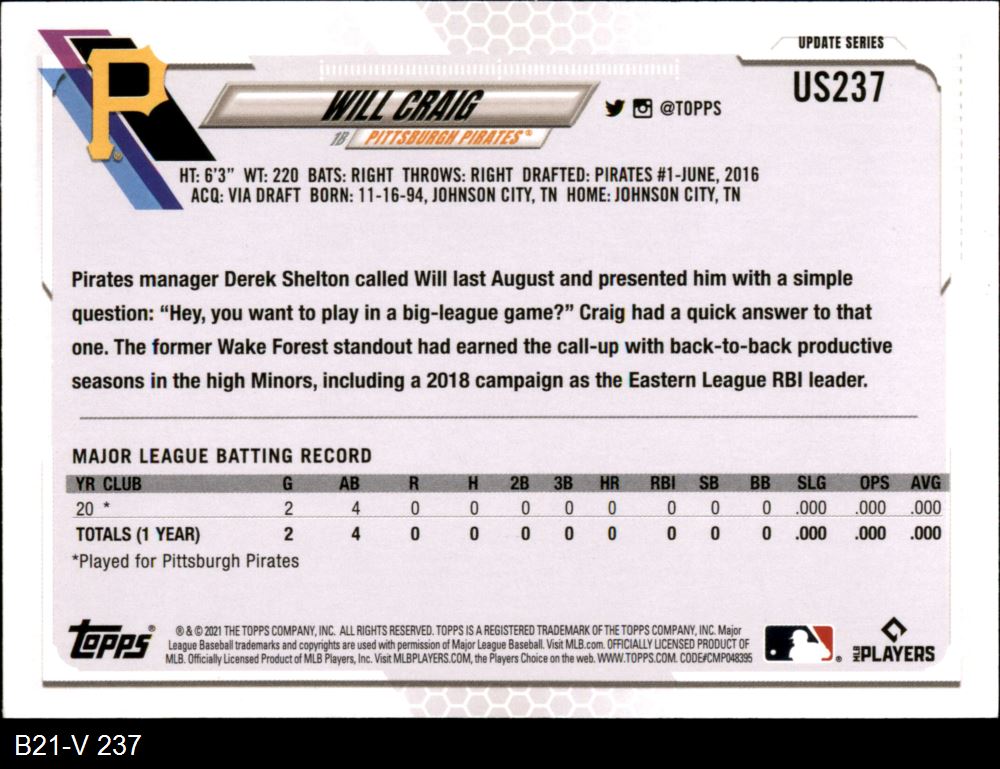 UPDATE SERIES
US237
P
WILL CRAIG
@TOPPS
1B PITTSBURGH PIRATES®
HT: 6'3" WT: 220 BATS: RIGHT THROWS: RIGHT DRAFTED: PIRATES #1-JUNE, 2016
ACQ: VIA DRAFT BORN: 11-16-94, JOHNSON CITY, TN HOME: JOHNSON CITY, TN
Pirates manager Derek Shelton called Will last August and presented him with a simple
question: “Hey, you want to play in a big-league game?” Craig had a quick answer to that
one. The former Wake Forest standout had earned the call-up with back-to-back productive
seasons in the high Minors, including a 2018 campaign as the Eastern League RBI leader.
MAJOR LEAGUE BATTING RECORD
YR CLUB G AB R H 2B 3B HR RBI SB BB SLG OPS AVG
20 * 2 4 0 0 0 0 0 0 0 0 .000 .000 .000
TOTALS (1 YEAR) 2 4 0 0 0 0 0 0 0 0 .000 .000 .000
*Played for Pittsburgh Pirates
topps®
® & © 2021 THE TOPPS COMPANY, INC. ALL RIGHTS RESERVED. TOPPS IS A REGISTERED TRADEMARK OF THE TOPPS COMPANY, INC. Major
League Baseball trademarks and copyrights are used with permission of Major League Baseball. Visit MLB.com. OFFICIALLY LICENSED PRODUCT OF
MLB. Officially Licensed Product of MLB Players, Inc. Visit MLBPLAYERS.COM, the Players Choice on the web. WWW.TOPPS.COM. CODE#CMP048395
MLB PLAYERS
B21-V 237